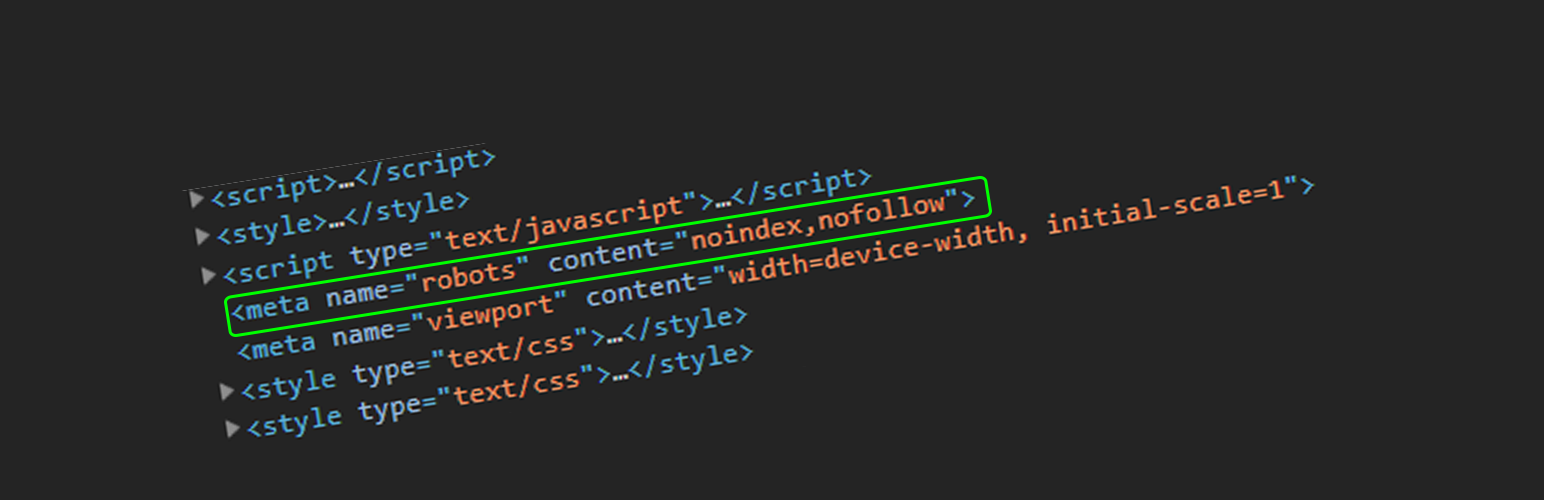 <script>…</script>
<style>…</style>
<script type="text/javascript">…</script>
<meta name="robots" content="noindex,nofollow">
<meta name="viewport" content="width=device-width, initial-scale=1">
<style type="text/css">…</style>
<style type="text/css">…</style>